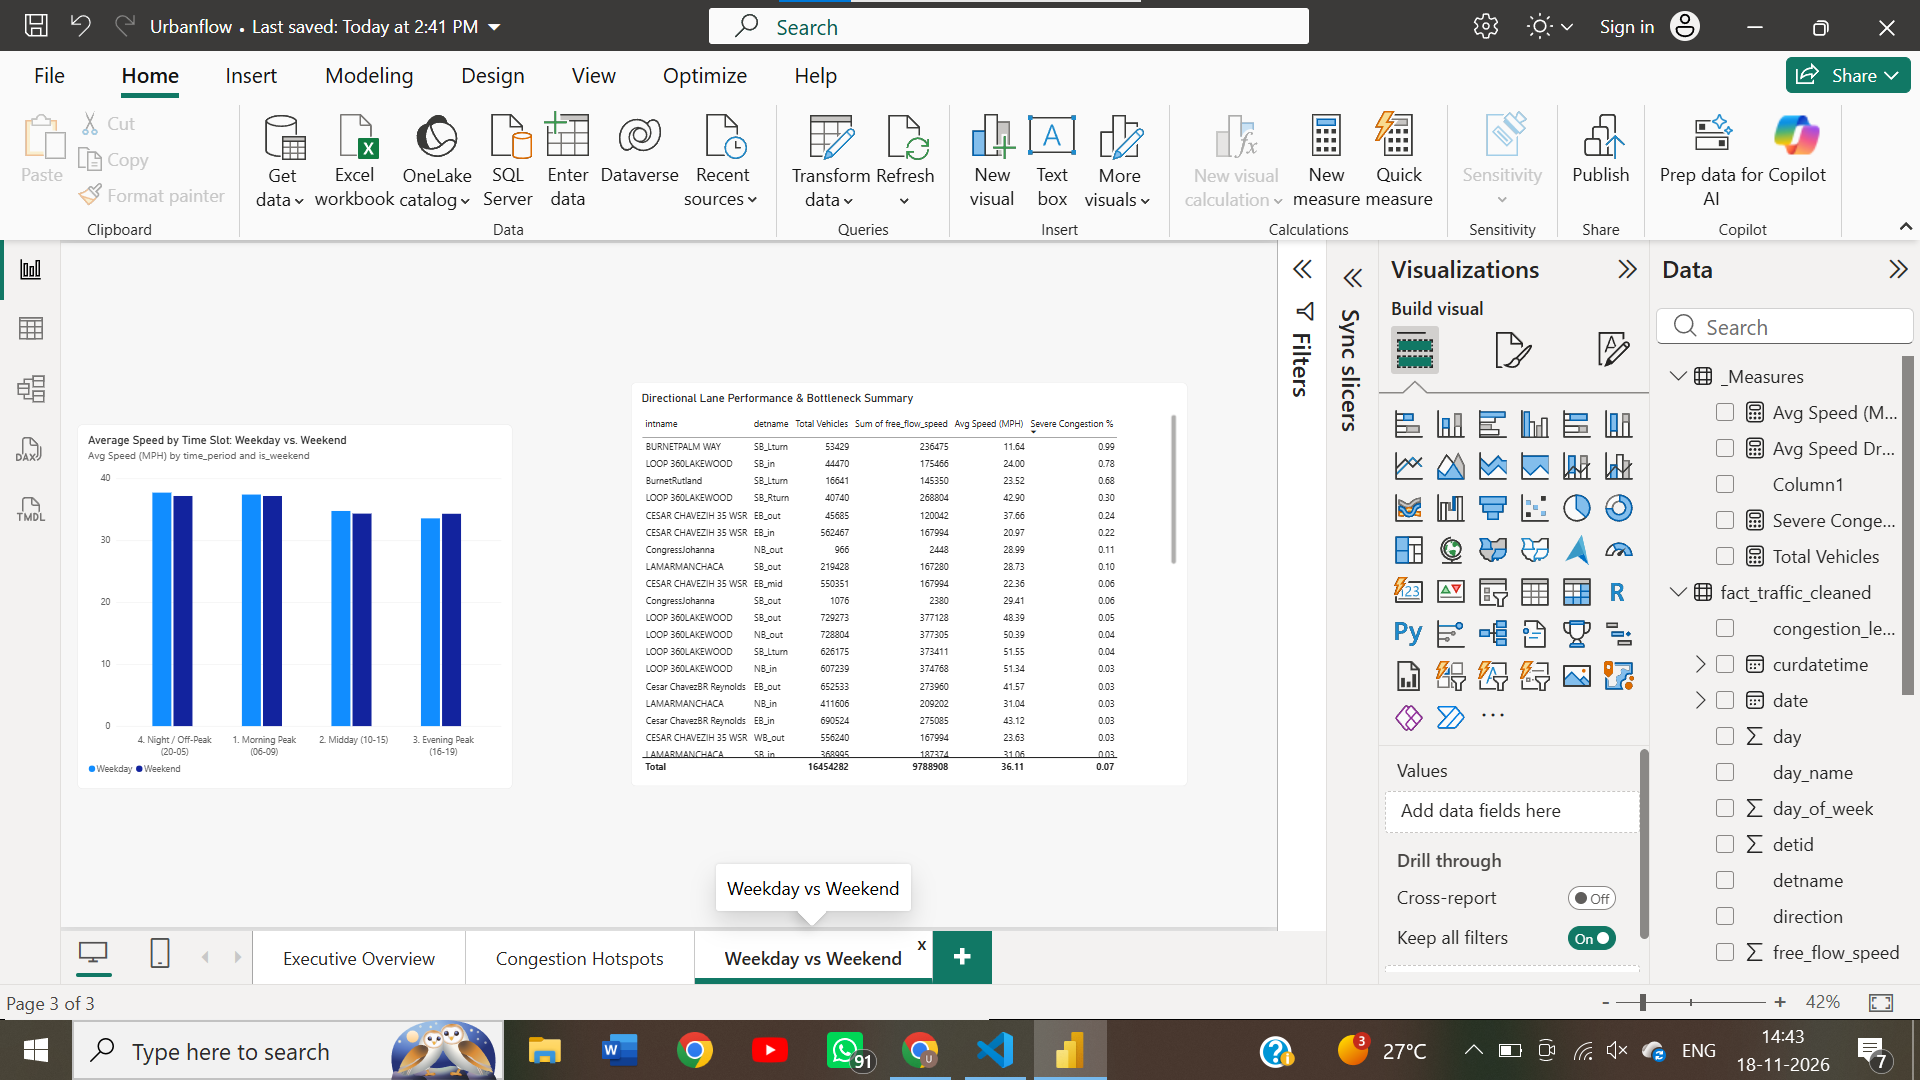 Urbanflow • Last saved: Today at 2:41 PM
Search
Sign in
File
Home
Insert
Modeling
Design
View
Optimize
Help
Share
Paste
Cut
Copy
Format painter
Clipboard
Get data
Excel workbook
OneLake catalog
SQL Server
Enter data
Dataverse
Recent sources
Data
Transform data
Refresh
Queries
New visual
Text box
More visuals
Insert
New visual calculation
New measure
Quick measure
Calculations
Sensitivity
Sensitivity
Publish
Share
Prep data for AI
Copilot
Copilot
DAX
TMDL
Average Speed by Time Slot: Weekday vs. Weekend
Avg Speed (MPH) by time_period and is_weekend
40
30
20
10
0
4. Night / Off-Peak (20-05)
1. Morning Peak (06-09)
2. Midday (10-15)
3. Evening Peak (16-19)
Weekday Weekend
Directional Lane Performance & Bottleneck Summary
intname detname Total Vehicles Sum of free_flow_speed Avg Speed (MPH) Severe Congestion %
BURNETPALM WAY SB_Lturn 53429 236475 11.64 0.99
LOOP 360LAKEWOOD SB_in 44470 175466 24.00 0.78
BurnetRutland SB_Lturn 16641 145350 23.52 0.68
LOOP 360LAKEWOOD SB_Rturn 40740 268804 42.90 0.30
CESAR CHAVEZIH 35 WSR EB_out 45685 120042 37.66 0.24
CESAR CHAVEZIH 35 WSR EB_in 562467 167994 20.97 0.22
CongressJohanna NB_out 966 2448 28.99 0.11
LAMARMANCHACA SB_out 219428 167280 28.73 0.10
CESAR CHAVEZIH 35 WSR EB_mid 550351 167994 22.36 0.06
CongressJohanna SB_out 1076 2380 29.41 0.06
LOOP 360LAKEWOOD SB_out 729273 377128 48.39 0.05
LOOP 360LAKEWOOD NB_out 728804 377305 50.39 0.04
LOOP 360LAKEWOOD SB_Lturn 626175 373411 51.55 0.04
LOOP 360LAKEWOOD NB_in 607239 374768 51.34 0.03
Cesar ChavezBR Reynolds EB_out 652533 273960 41.57 0.03
LAMARMANCHACA NB_in 411606 209202 31.04 0.03
Cesar ChavezBR Reynolds EB_in 690524 275085 43.12 0.03
CESAR CHAVEZIH 35 WSR WB_out 556240 167994 23.63 0.03
LAMARMANCHACA SB_in 368995 187374 31.06 0.03
Total 16454282 9788908 36.11 0.07
Filters
Sync slicers
Visualizations
Build visual
123
R
Py
Values
Add data fields here
Drill through
Cross-report
Off
Keep all filters
On
Data
Search
_Measures
Avg Speed (M...
Avg Speed Dr...
Column1
Severe Conge...
Total Vehicles
fact_traffic_cleaned
congestion_le...
curdatetime
date
day
day_name
day_of_week
detid
detname
direction
free_flow_speed
Weekday vs Weekend
Executive Overview
Congestion Hotspots
Weekday vs Weekend
x
+
Page 3 of 3
- + 42%
Type here to search
W
91
U
3
27°C
ENG
14:43
18-11-2026
7